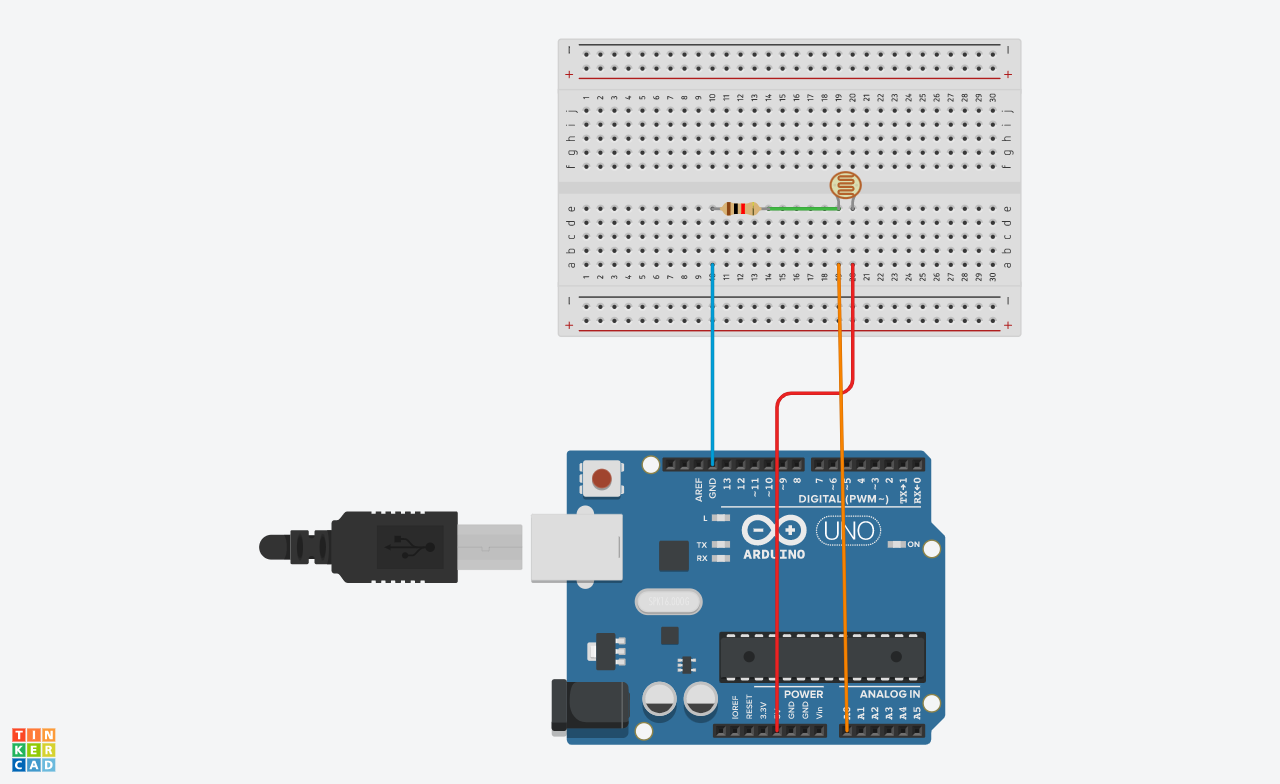 − −
+ +
1 2 3 4 5 6 7 8 9 10 11 12 13 14 15 16 17 18 19 20 21 22 23 24 25 26 27 28 29 30
j j
i i
h h
g g
f f
e e
d d
c c
b b
a a
1 2 3 4 5 6 7 8 9 11 12 13 14 15 16 17 18 20 21 22 23 24 25 26 27 28 29 30
− −
+ +
AREF GND 13 12 ~11 ~10 ~9 8 7 ~6 ~5 4 ~3 2 TX→1 RX←0
DIGITAL (PWM~)
L
TX
RX
ARDUINO
UNO
ON
POWER
ANALOG IN
IOREF RESET 3.3V GND GND Vin A0 A1 A2 A3 A4 A5
TIN
KER
CAD